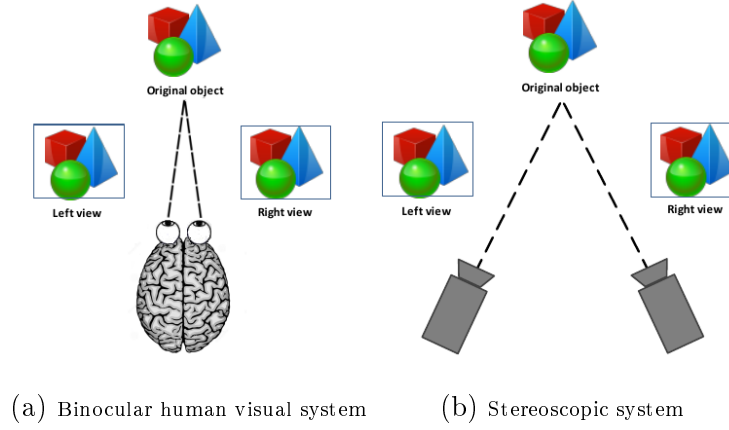 Original object
Left view
Right view
(a) Binocular human visual system
Original object
Left view
Right view
(b) Stereoscopic system